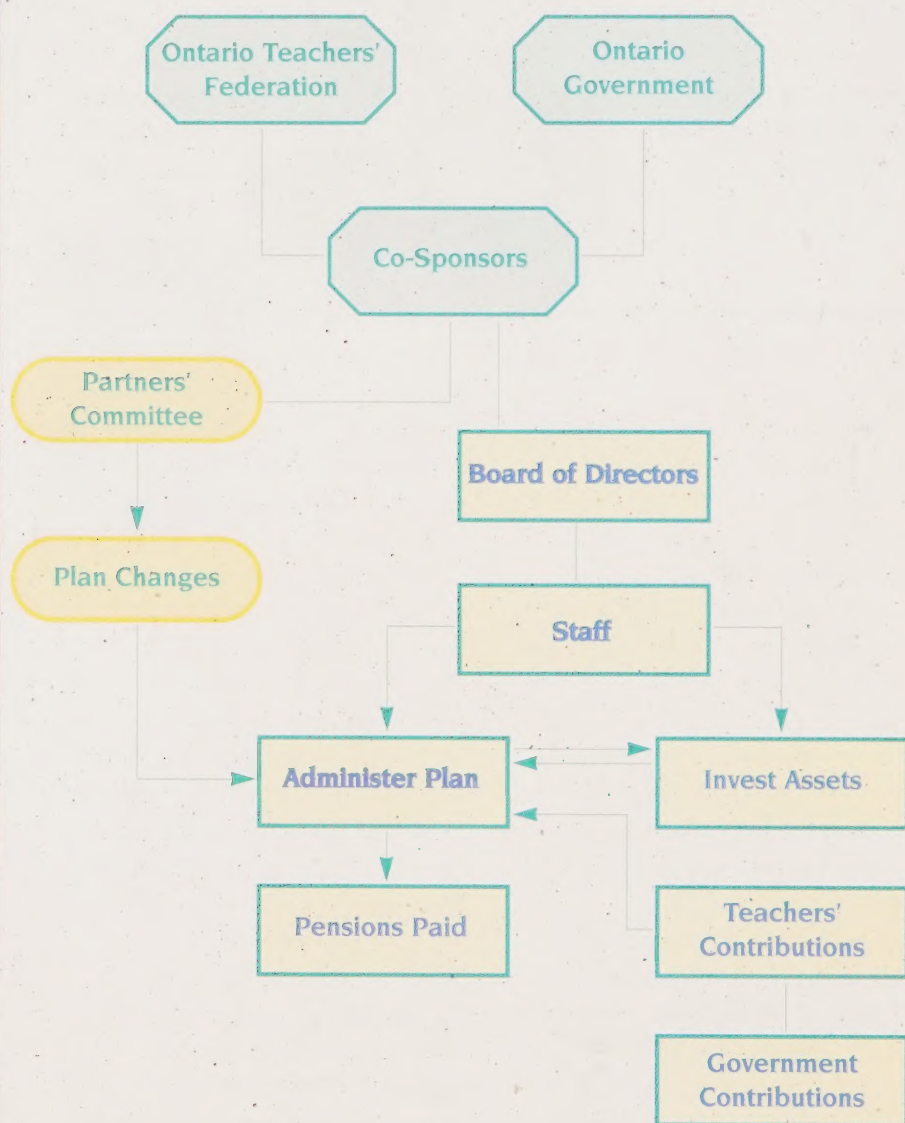 Ontario Teachers'
Federation
Ontario
Government
Co-Sponsors
Partners'
Committee
Board of Directors
Plan Changes
Staff
Administer Plan
Invest Assets
Pensions Paid
Teachers'
Contributions
Government
Contributions